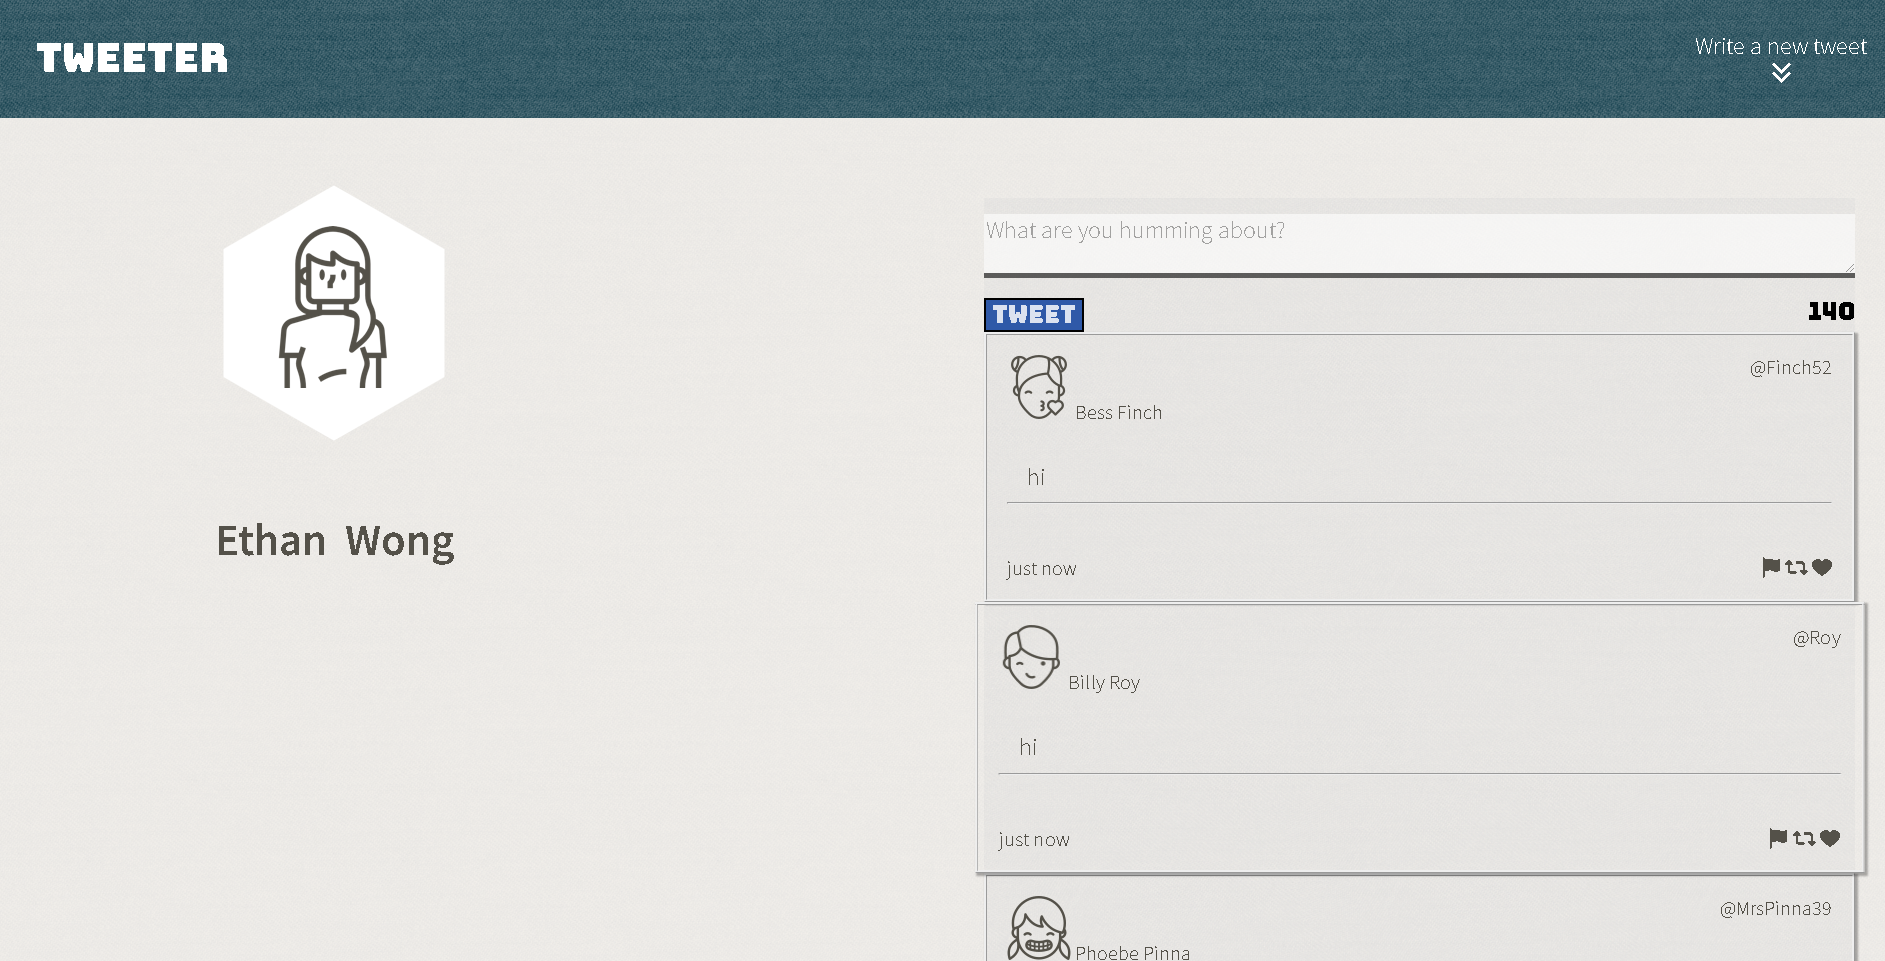 TWEETER
Write a new tweet
Ethan Wong
What are you humming about?
TWEET
140
@Finch52
Bess Finch
hi
just now
@Roy
Billy Roy
hi
just now
@MrsPinna39
Phoebe Pinna